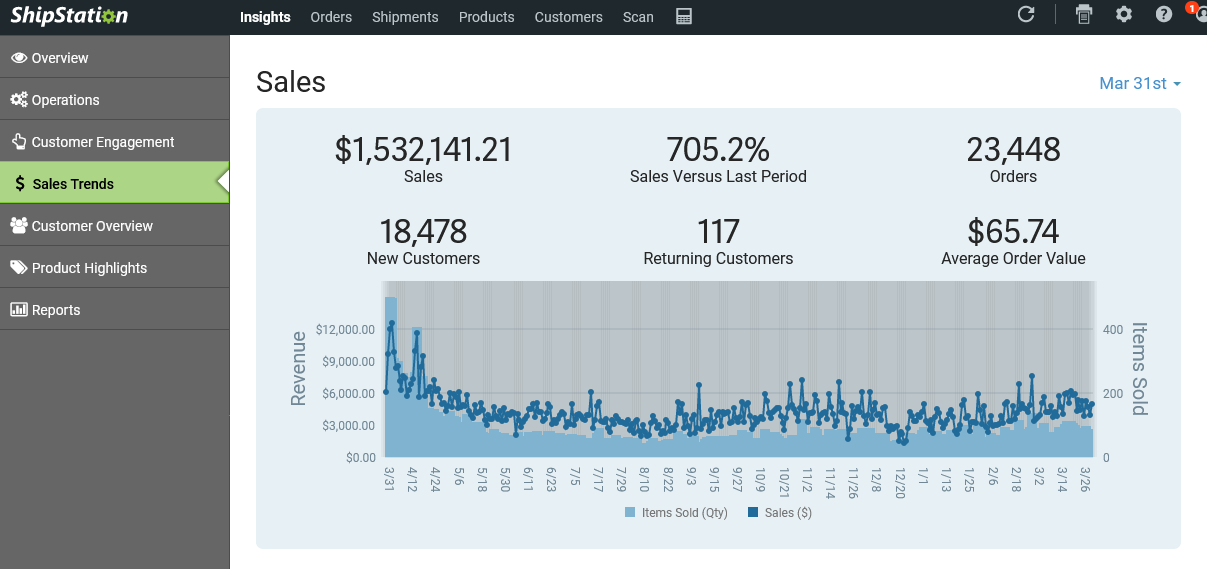 ShipStation
Insights Orders Shipments Products Customers Scan
1
Overview
Operations
Customer Engagement
$ Sales Trends
Customer Overview
Product Highlights
Reports
Sales
Mar 31st
$1,532,141.21 705.2% 23,448
Sales Sales Versus Last Period Orders
18,478 117 $65.74
New Customers Returning Customers Average Order Value
Revenue
$12,000.00
$9,000.00
$6,000.00
$3,000.00
$0.00
400
200
0
Items Sold
3/31 4/12 4/24 5/6 5/18 5/30 6/11 6/23 7/5 7/17 7/29 8/10 8/22 9/3 9/15 9/27 10/9 10/21 11/2 11/14 11/26 12/8 12/20 1/1 1/13 1/25 2/6 2/18 3/2 3/14 3/26
Items Sold (Qty) Sales ($)